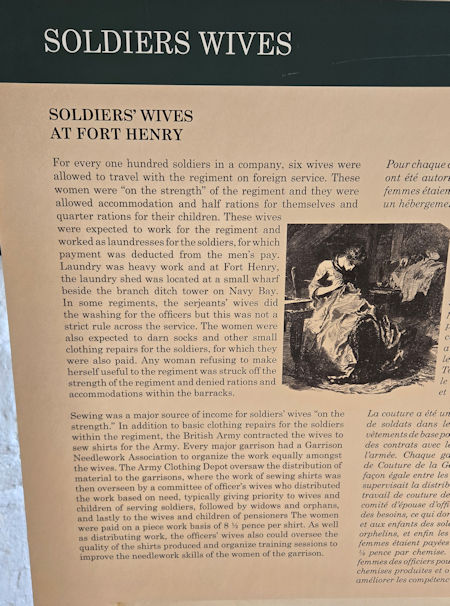 SOLDIERS WIVES
SOLDIERS' WIVES
AT FORT HENRY
For every one hundred soldiers in a company, six wives were
allowed to travel with the regiment on foreign service. These
women were "on the strength" of the regiment and they were
allowed accommodation and half rations for themselves and
quarter rations for their children. These wives
were expected to work for the regiment and
worked as laundresses for the soldiers, for which
payment was deducted from the men's pay.
Laundry was heavy work and at Fort Henry,
the laundry shed was located at a small wharf
beside the branch ditch tower on Navy Bay.
In some regiments, the serjeants' wives did
the washing for the officers but this was not a
strict rule across the service. The women were
also expected to darn socks and other small
clothing repairs for the soldiers, for which they
were also paid. Any woman refusing to make
herself useful to the regiment was struck off the
strength of the regiment and denied rations and
accommodations within the barracks.
Sewing was a major source of income for soldiers' wives "on the
strength." In addition to basic clothing repairs for the soldiers
within the regiment, the British Army contracted the wives to
sew shirts for the Army. Every major garrison had a Garrison
Needlework Association to organize the work equally amongst
the wives. The Army Clothing Depot oversaw the distribution of
material to the garrisons, where the work of sewing shirts was
then overseen by a committee of officer's wives who distributed
the work based on need, typically giving priority to wives and
children of serving soldiers, followed by widows and orphans,
and lastly to the wives and children of pensioners The women
were paid on a piece work basis of 8 ½ pence per shirt. As well
as distributing work, the officers' wives also could oversee the
quality of the shirts produced and organize training sessions to
improve the needlework skills of the women of the garrison.
Pour chaque
ont été
femmes étaien
un hébergeme
La couture a été un
de soldats dans le
vêtements de base po
des contrats avec l
l'armée. Chaque ga
de Couture de la Ga
façon égale entre les
supervisait la distrib
travail de couture de
comité d'épouse d'offi
des besoins, ce qui don
et aux enfants des sol
orphelins, et enfin les
femmes étaient payées
½ pence par chemise.
femmes des officiers pou
chemises produites et o
améliorer les compétenc